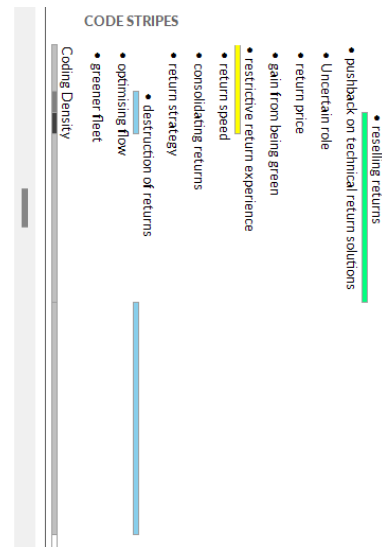 CODE STRIPES
• reselling returns
• pushback on technical return solutions
• Uncertain role
• return price
• gain from being green
• restrictive return experience
• return speed
• consolidating returns
• return strategy
• destruction of returns
• optimising flow
• greener fleet
Coding Density